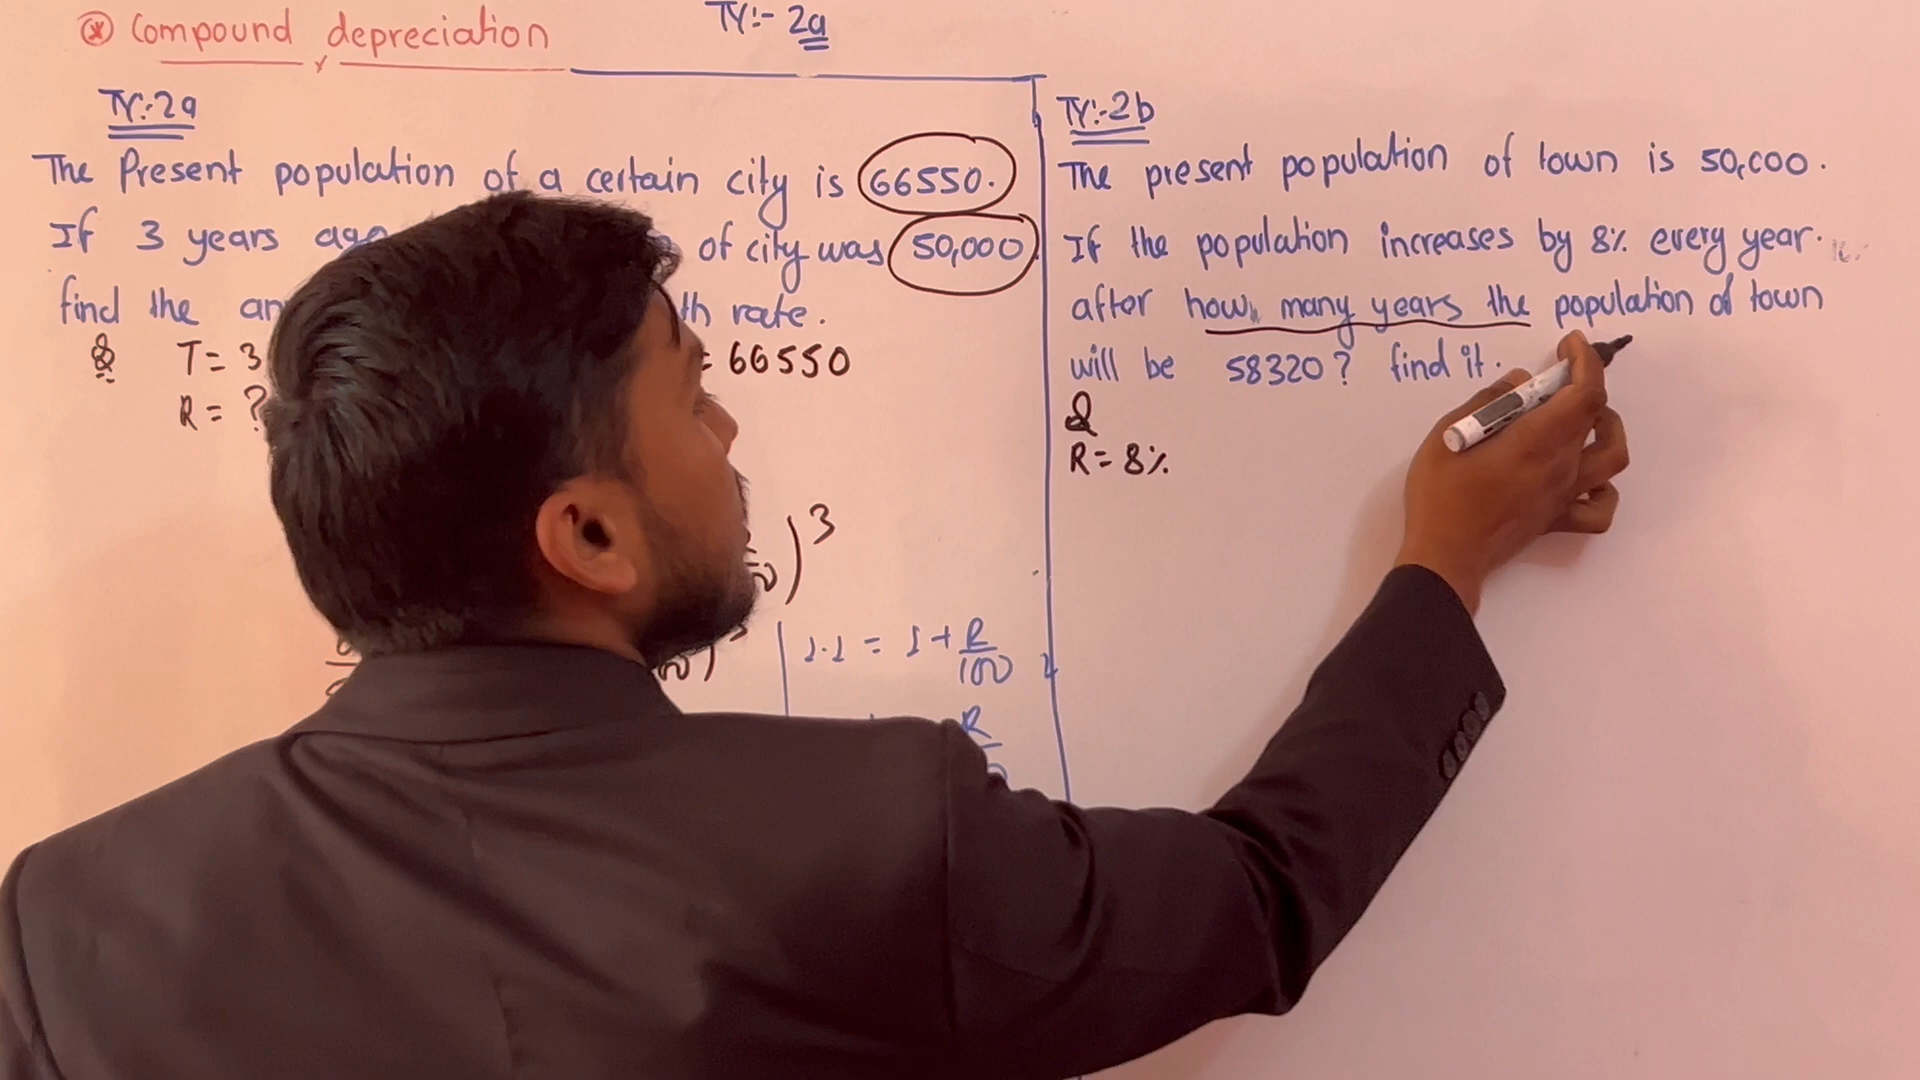 Compound depreciation
TY:- 2a
TY:-2a
The Present population of a certain city is 66550.
If 3 years ago of city was 50,000
find the th rate.
T= 3 = 66550
R = ?
)3
1.1 = 1 + R/100
R
TY:-2b
The present population of town is 50,000.
If the population increases by 8% every year.
after how many years the population of town
will be 58320? find it.
R = 8%